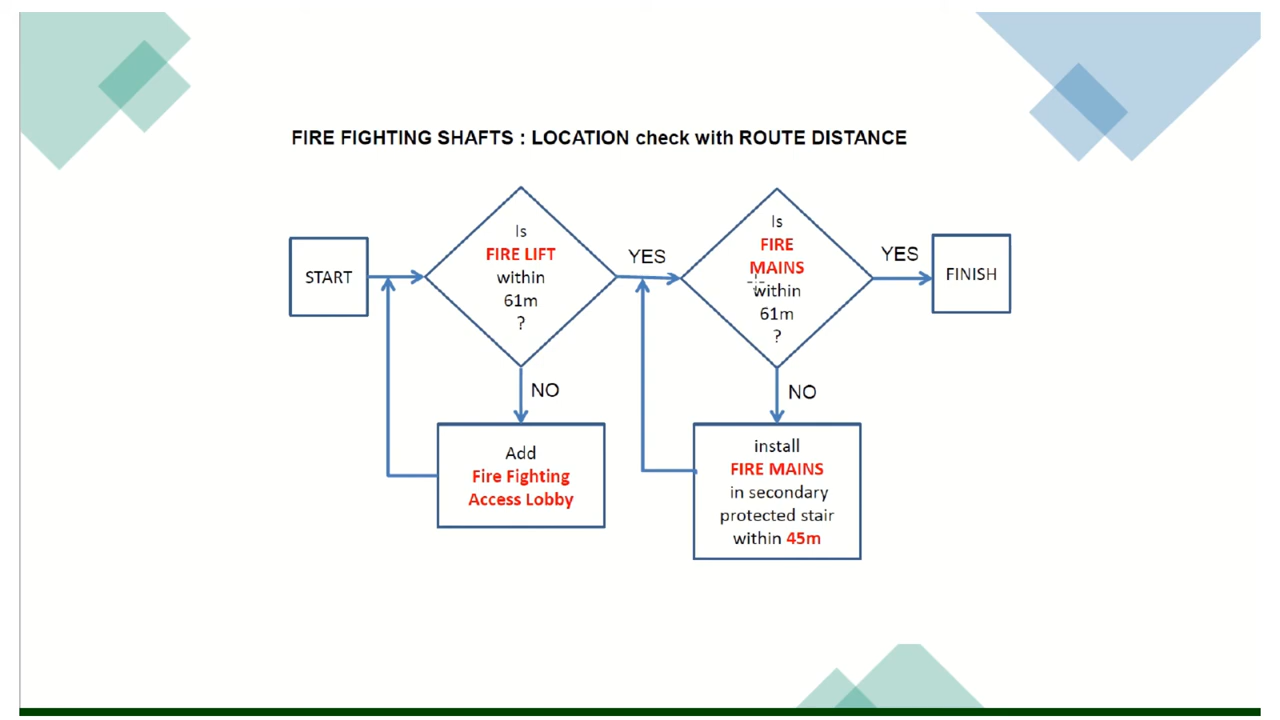 FIRE FIGHTING SHAFTS : LOCATION check with ROUTE DISTANCE
START
Is
FIRE LIFT
within
61m
?
YES
Is
FIRE
MAINS
within
61m
?
YES
FINISH
NO
Add
Fire Fighting
Access Lobby
NO
install
FIRE MAINS
in secondary
protected stair
within 45m